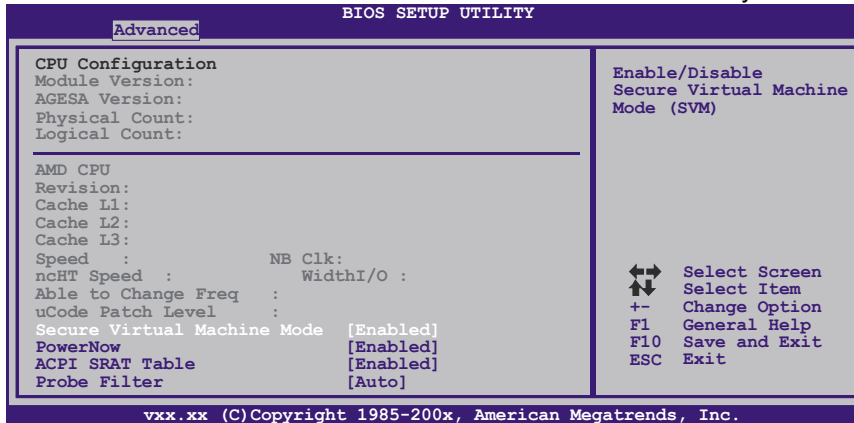 BIOS SETUP UTILITY
Advanced
CPU Configuration
Module Version:
AGESA Version:
Physical Count:
Logical Count:
AMD CPU
Revision:
Cache L1:
Cache L2:
Cache L3:
Speed : NB Clk:
ncHT Speed : WidthI/O :
Able to Change Freq :
uCode Patch Level :
Secure Virtual Machine Mode [Enabled]
PowerNow [Enabled]
ACPI SRAT Table [Enabled]
Probe Filter [Auto]
Enable/Disable
Secure Virtual Machine
Mode (SVM)
Select Screen
Select Item
+- Change Option
F1 General Help
F10 Save and Exit
ESC Exit
vxx.xx (C)Copyright 1985-200x, American Megatrends, Inc.